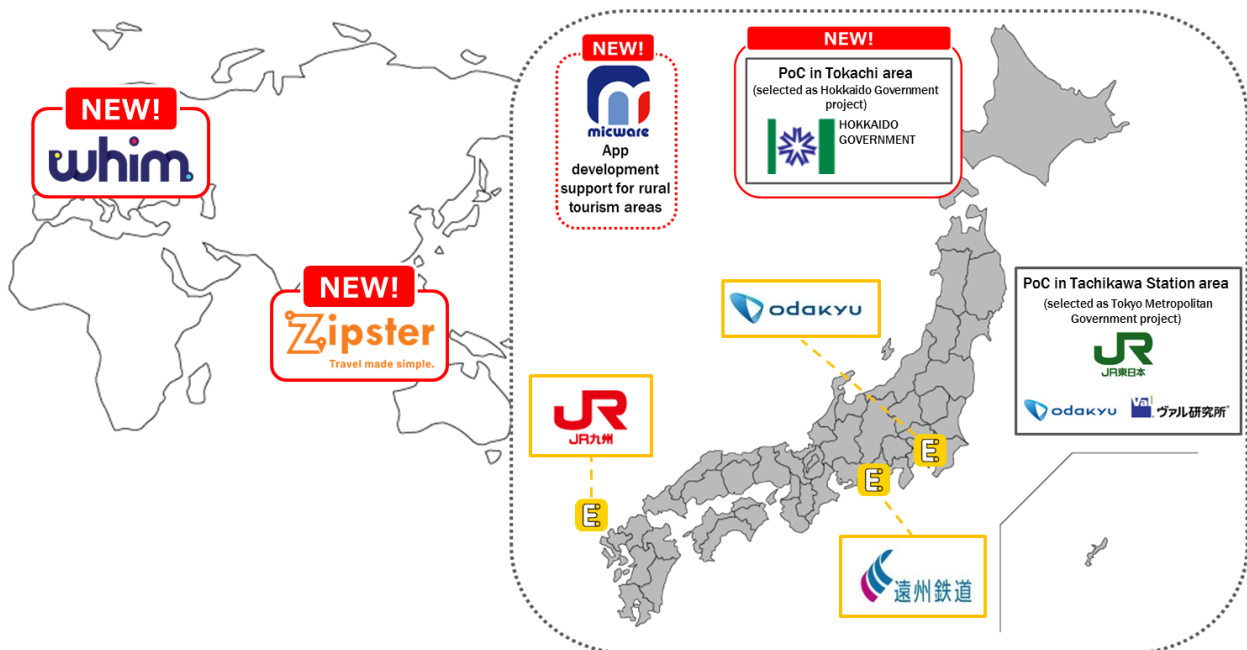 NEW!
whim
NEW!
Zipster
Travel made simple.
NEW!
micware
App
development
support for rural
tourism areas
NEW!
PoC in Tokachi area
(selected as Hokkaido Government
project)
HOKKAIDO
GOVERNMENT
odakyu
JR
JR九州
E
E
E
遠州鉄道
PoC in Tachikawa Station area
(selected as Tokyo Metropolitan
Government project)
JR
JR東日本
odakyu
Val
ヴァル研究所